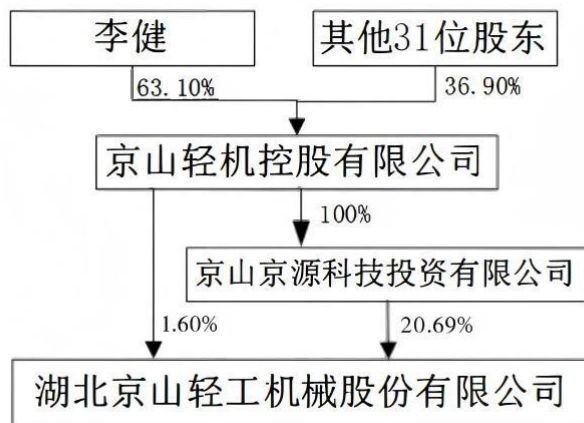 李健
其他31位股东
63.10%
36.90%
京山轻机控股有限公司
100%
京山京源科技投资有限公司
1.60%
20.69%
湖北京山轻工机械股份有限公司